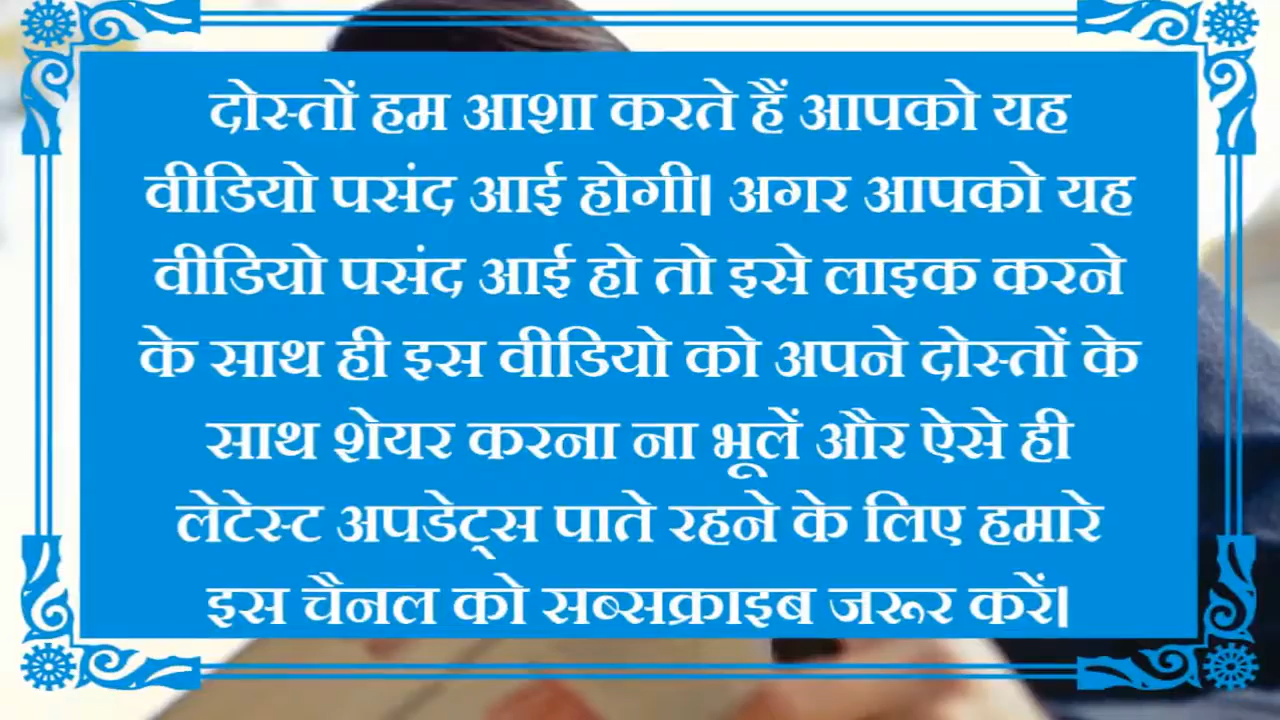 दोस्तों हम आशा करते हैं आपको यह
वीडियो पसंद आई होगी। अगर आपको यह
वीडियो पसंद आई हो तो इसे लाइक करने
के साथ ही इस वीडियो को अपने दोस्तों के
साथ शेयर करना ना भूलें और ऐसे ही
लेटेस्ट अपडेट्स पाते रहने के लिए हमारे
इस चैनल को सब्सक्राइब जरूर करें।